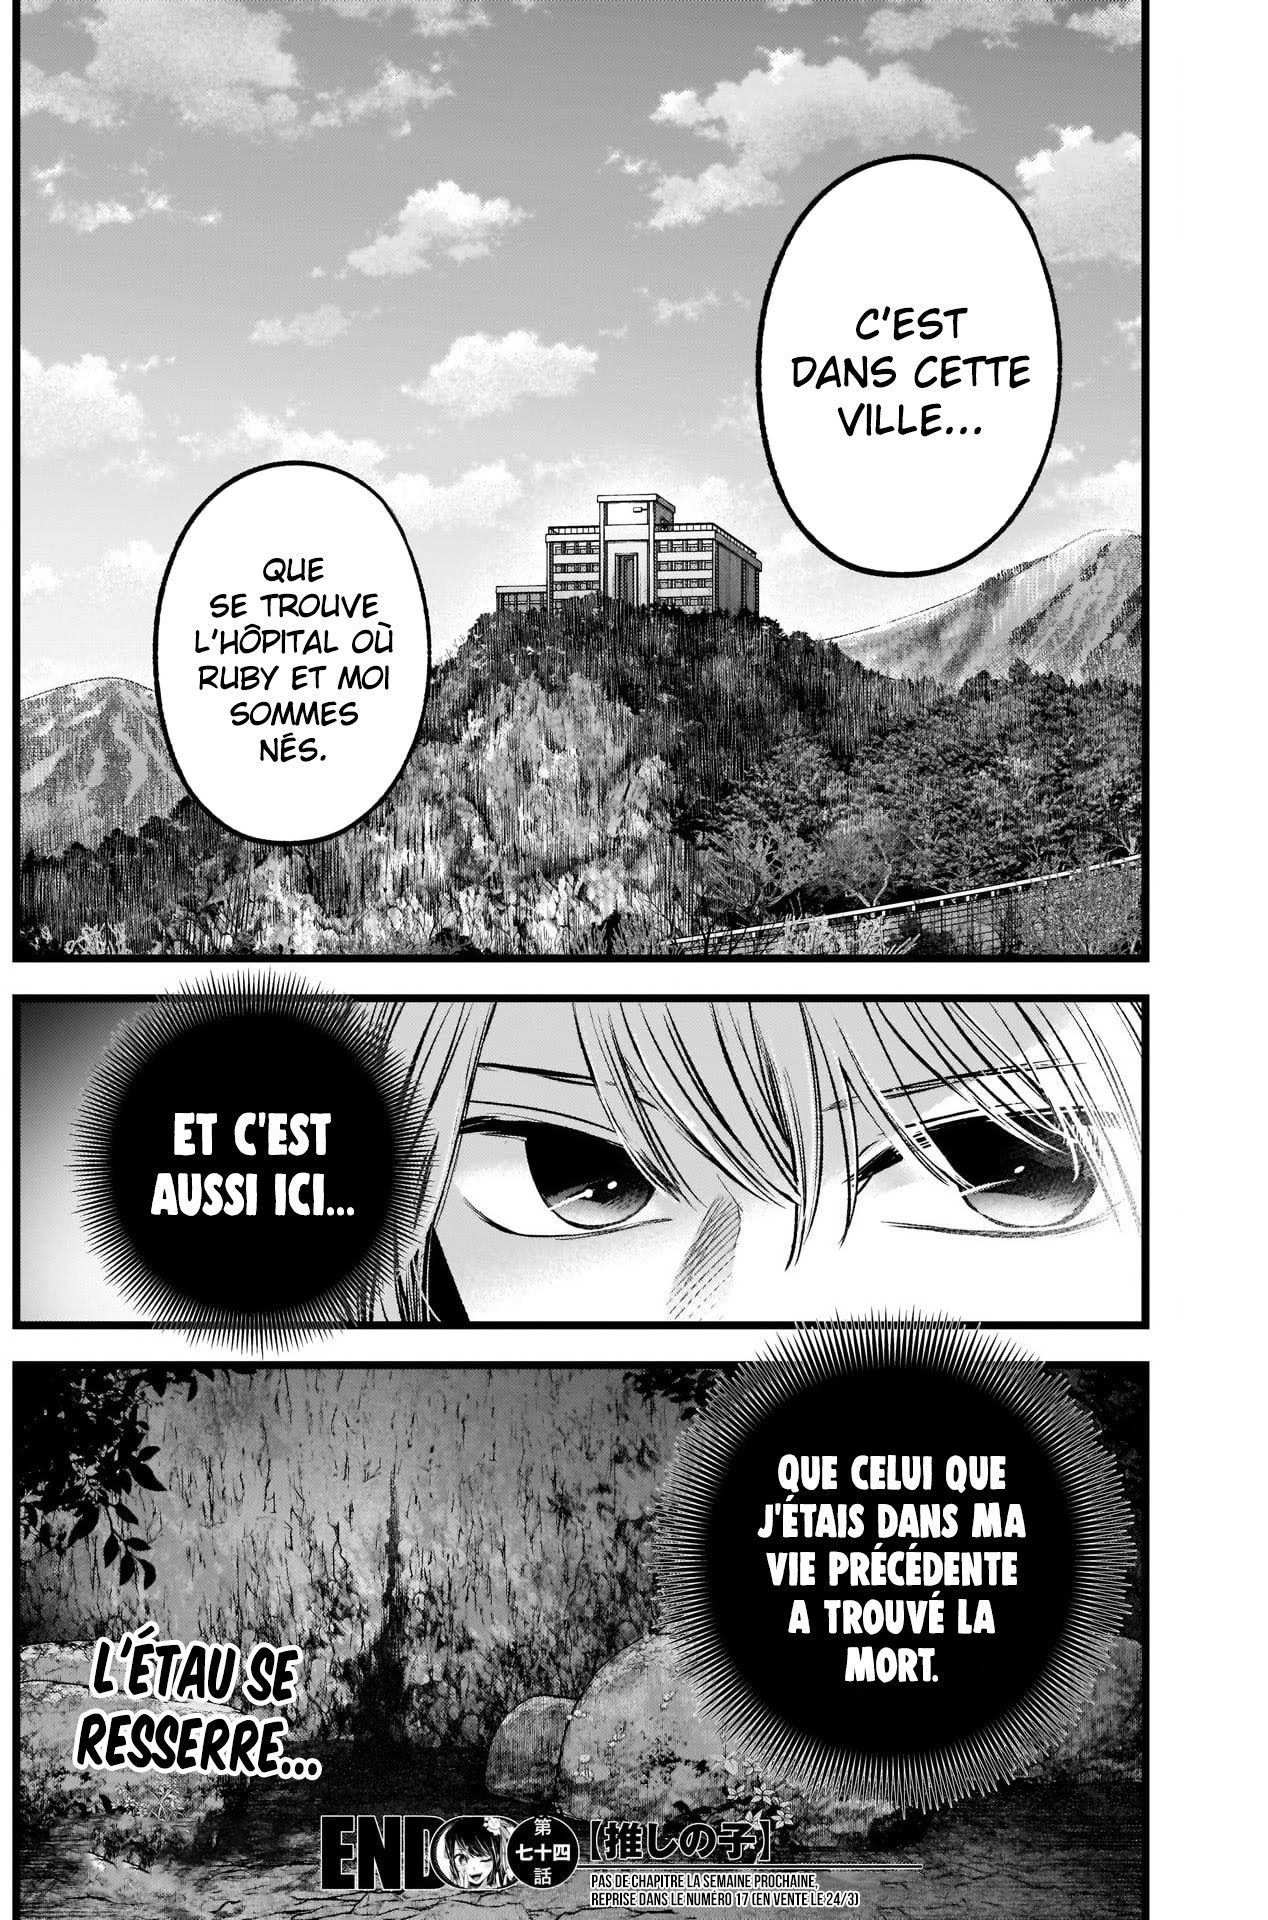 C'EST
DANS CETTE
VILLE...
QUE
SE TROUVE
L'HÔPITAL OÙ
RUBY ET MOI
SOMMES
NÉS.
ET C'EST
AUSSI ICI...
QUE CELUI QUE
J'ÉTAIS DANS MA
VIE PRÉCÉDENTE
A TROUVÉ LA
MORT.
L'ÉTAU SE
RESSERRE...
END
第
七十四
話
【推しの子】
PAS DE CHAPITRE LA SEMAINE PROCHAINE,
REPRISE DANS LE NUMÉRO 17 (EN VENTE LE 24/3)